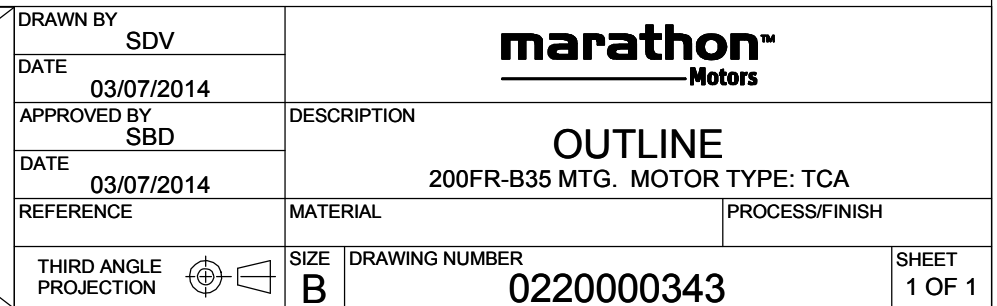 DRAWN BY
SDV
DATE
03/07/2014
APPROVED BY
SBD
DATE
03/07/2014
REFERENCE
THIRD ANGLE
PROJECTION
marathon™
Motors
DESCRIPTION
OUTLINE
200FR-B35 MTG. MOTOR TYPE: TCA
MATERIAL
PROCESS/FINISH
SIZE
B
DRAWING NUMBER
0220000343
SHEET
1 OF 1